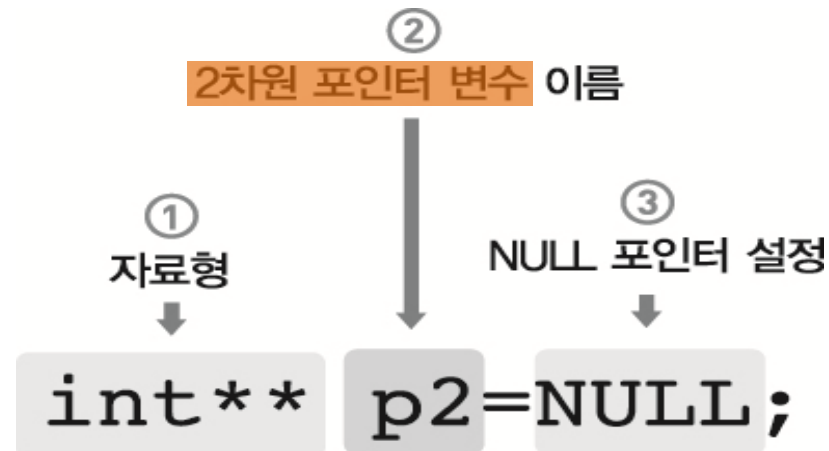 ②
2차원 포인터 변수 이름
①
자료형
③
NULL 포인터 설정
int** p2=NULL;